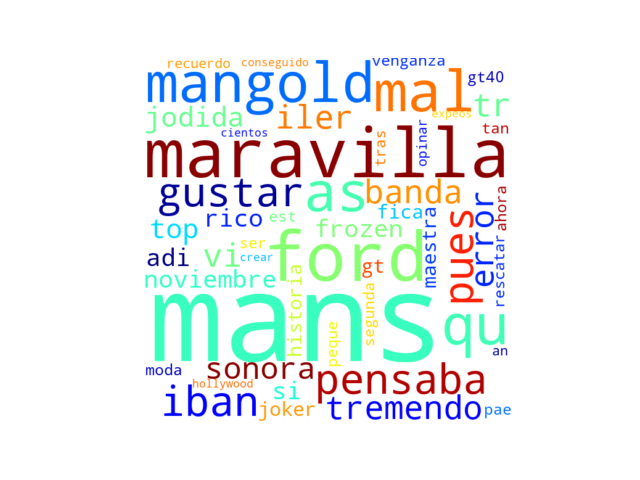 recuerdo conseguido venganza
mangold mal gt40
jodida iler expeos tr
cientos tras opinar tan
maravilla
gustar as banda
rico fica error ahora
top frozen maestra pues
est
ser
adi vi crear ford gt rescatar
noviembre
mans qu
historia peque segunda
an
moda sonora pensaba
hollywood
iban si
joker tremendo pae